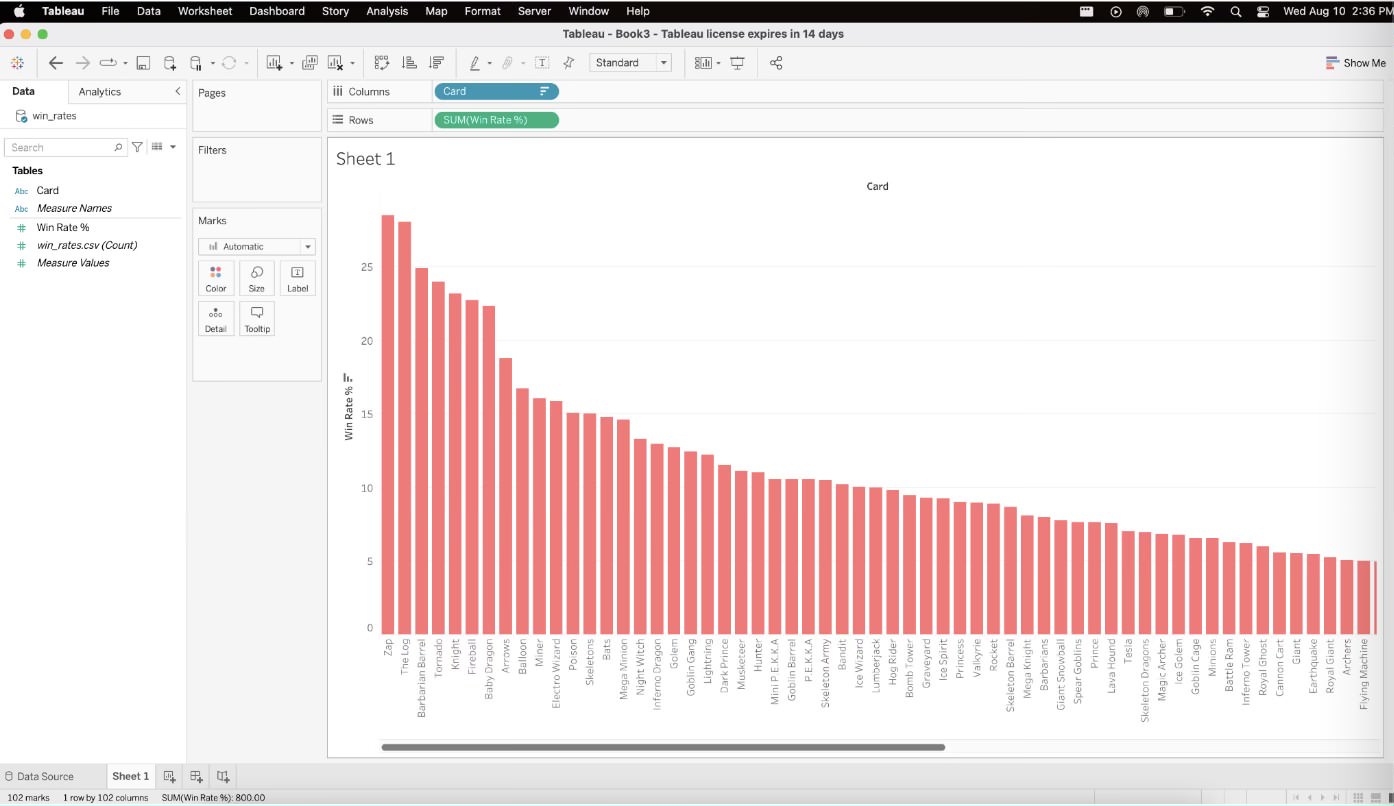 Tableau File Data Worksheet Dashboard Story Analysis Map Format Server Window Help Wed Aug 10 2:36 PM
Tableau - Book3 - Tableau license expires in 14 days
Standard Show Me
Data Analytics
win_rates
Search
Tables
Abc Card
Abc Measure Names
# Win Rate %
# win_rates.csv (Count)
# Measure Values
Pages
Filters
Marks
Automatic
Color Size Label
Detail Tooltip
Columns Card
Rows SUM(Win Rate %)
Sheet 1
Card
Win Rate %
25
20
15
10
5
0
Zap
The Log
Barbarian Barrel
Tornado
Knight
Fireball
Baby Dragon
Arrows
Balloon
Miner
Electro Wizard
Poison
Skeletons
Bats
Mega Minion
Night Witch
Inferno Dragon
Golem
Goblin Gang
Lightning
Dark Prince
Musketeer
Hunter
Mini P.E.K.K.A
Goblin Barrel
P.E.K.K.A
Skeleton Army
Bandit
Ice Wizard
Lumberjack
Hog Rider
Bomb Tower
Graveyard
Ice Spirit
Princess
Valkyrie
Rocket
Skeleton Barrel
Mega Knight
Barbarians
Giant Snowball
Spear Goblins
Prince
Lava Hound
Tesla
Skeleton Dragons
Magic Archer
Ice Golem
Goblin Cage
Minions
Battle Ram
Inferno Tower
Royal Ghost
Cannon Cart
Giant
Earthquake
Royal Giant
Archers
Flying Machine
Data Source Sheet 1
102 marks 1 row by 102 columns SUM(Win Rate %): 800.00